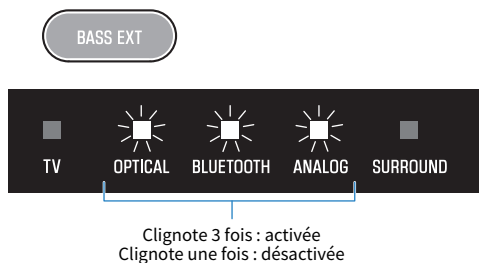 BASS EXT
TV OPTICAL BLUETOOTH ANALOG SURROUND
Clignote 3 fois : activée
Clignote une fois : désactivée